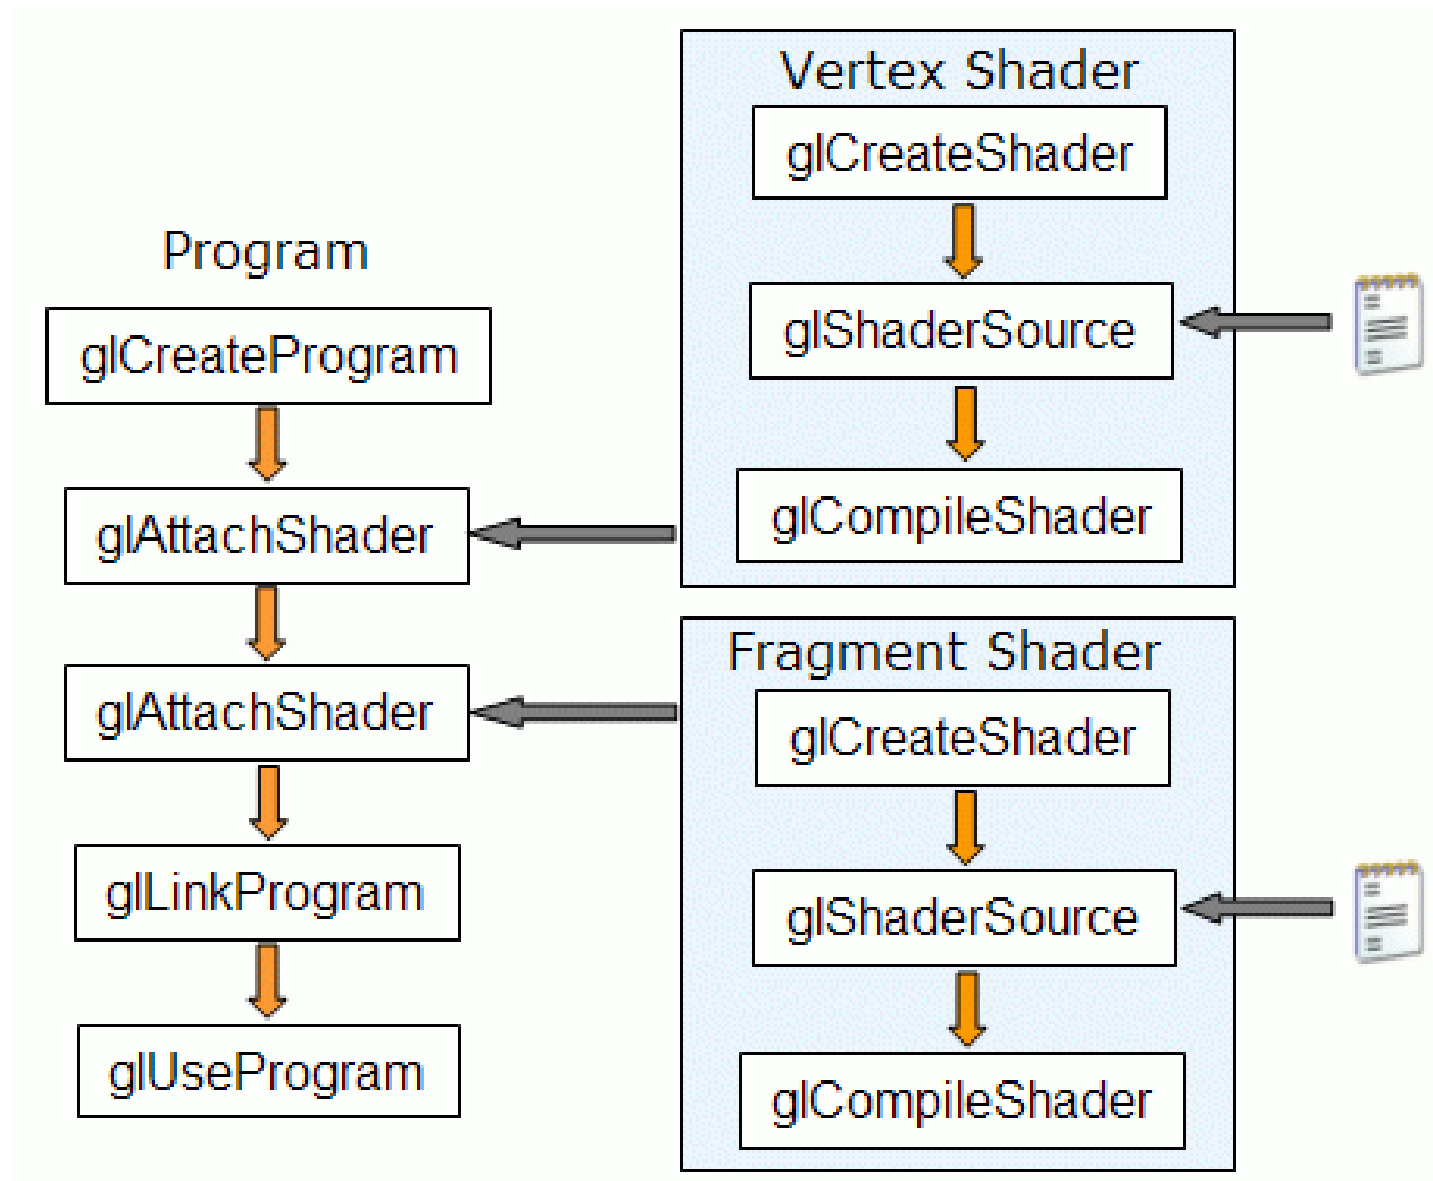 Program
glCreateProgram
glAttachShader
glAttachShader
glLinkProgram
glUseProgram
Vertex Shader
glCreateShader
glShaderSource
glCompileShader
Fragment Shader
glCreateShader
glShaderSource
glCompileShader